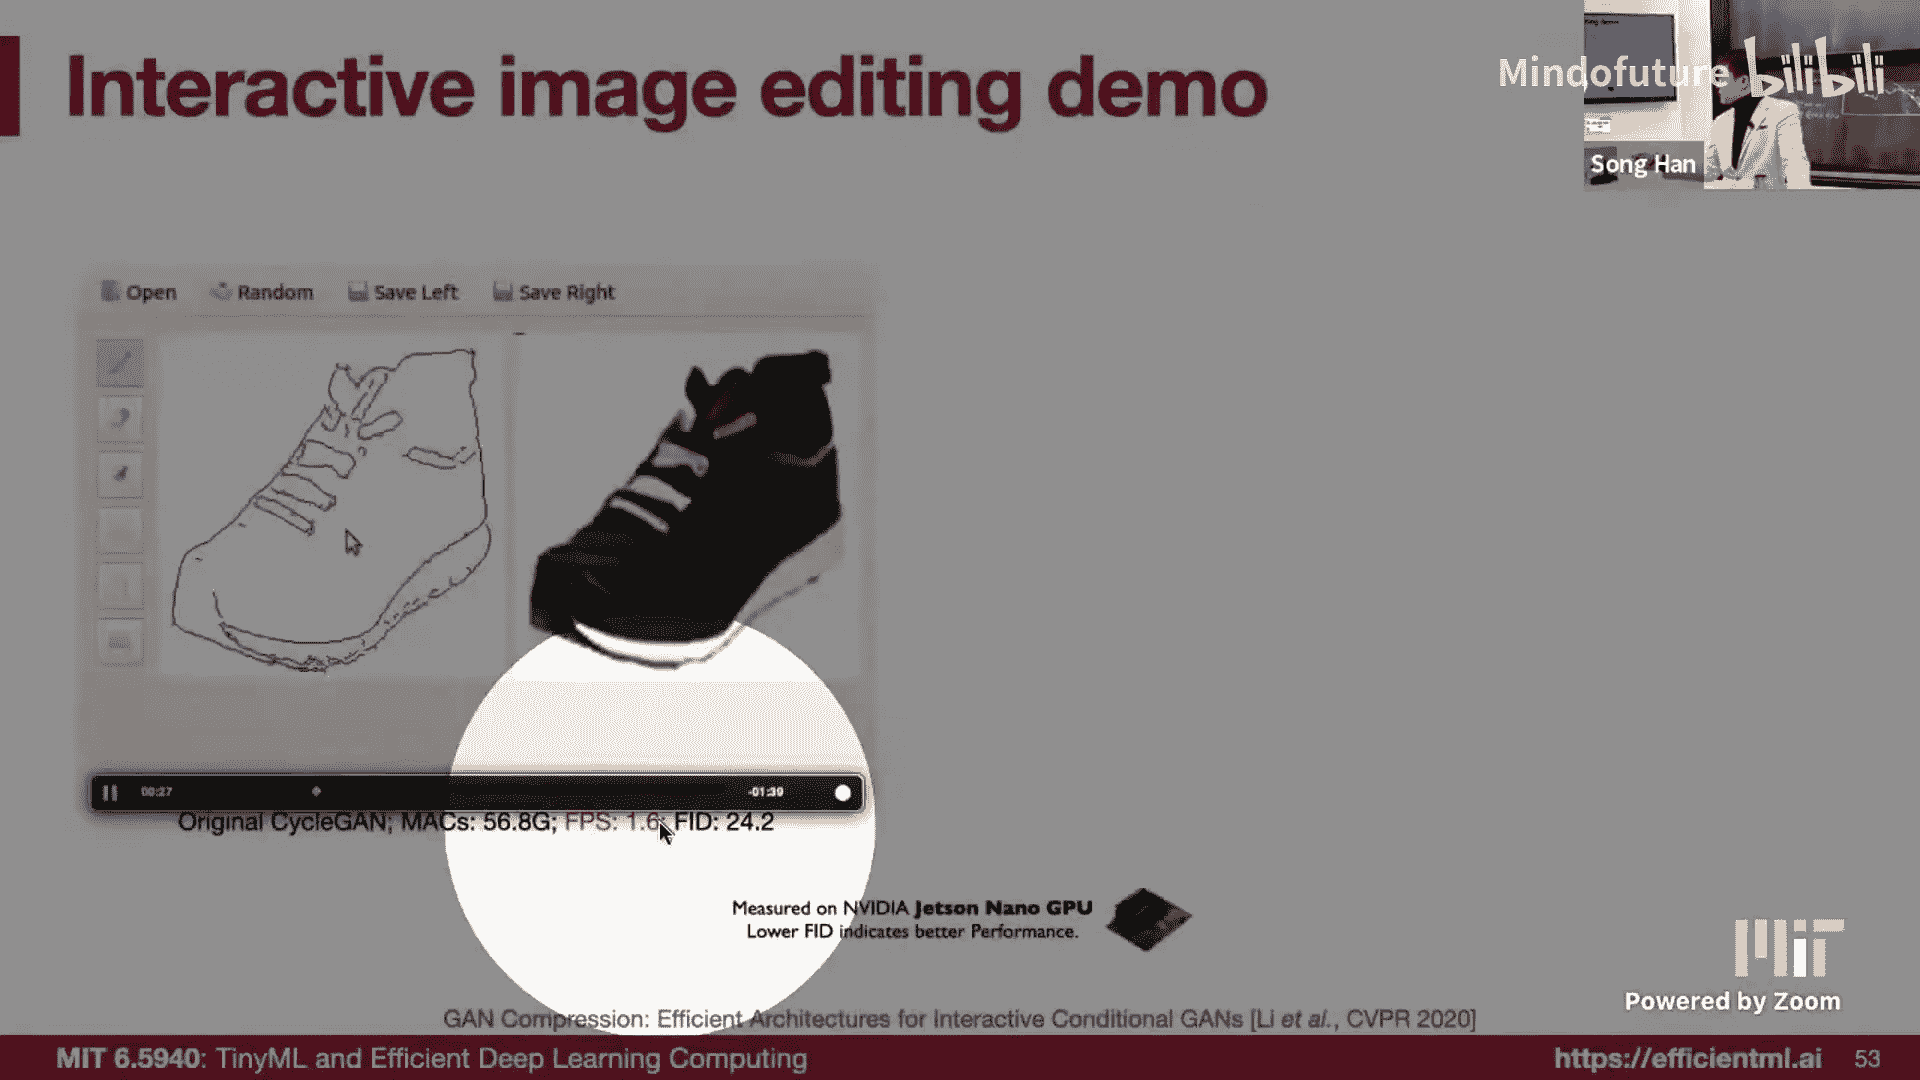 Interactive image editing demo
Mindofuture bilibili
Song Han
Open Random Save Left Save Right
00:27 -01:39
Original CycleGAN; MACs: 56.8G; FPS: 1.6; FID: 24.2
Measured on NVIDIA Jetson Nano GPU
Lower FID indicates better Performance.
MIT
Powered by Zoom
GAN Compression: Efficient Architectures for Interactive Conditional GANs [Li et al., CVPR 2020]
MIT 6.5940: TinyML and Efficient Deep Learning Computing https://efficientml.ai 53